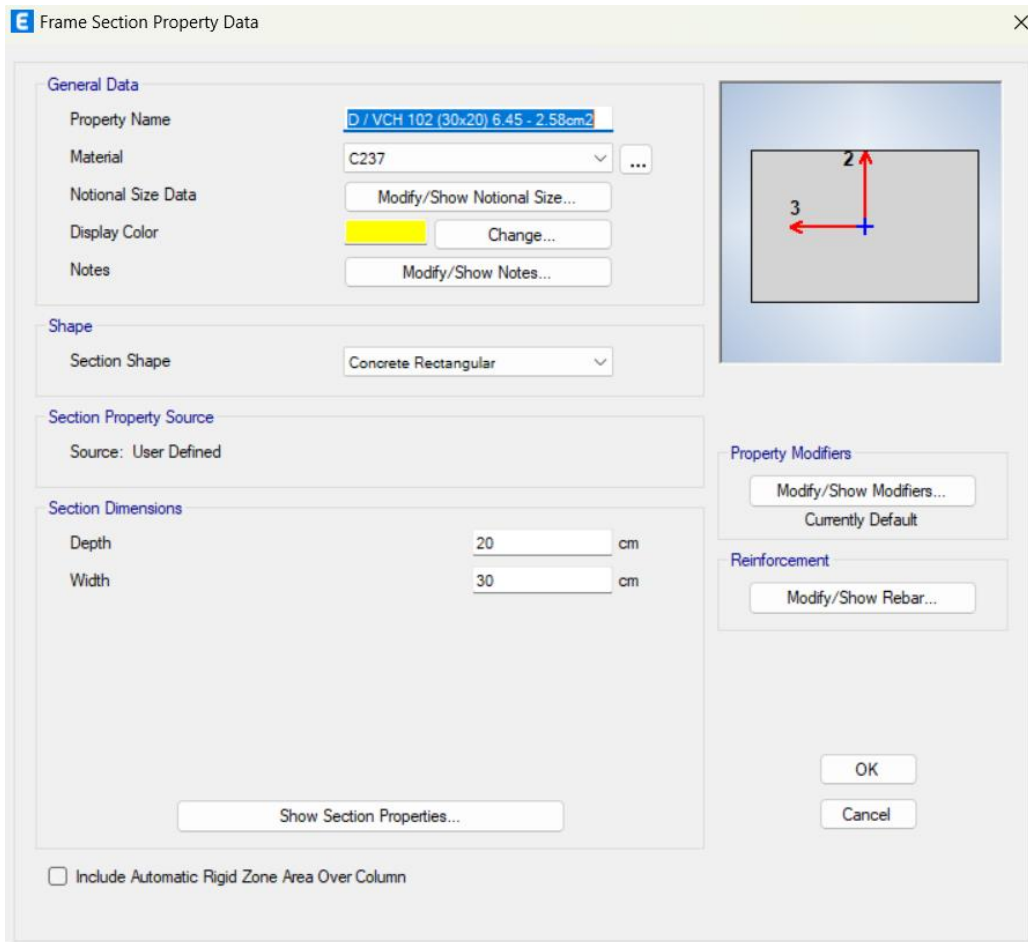 E Frame Section Property Data
General Data
Property Name D / VCH 102 (30x20) 6.45 - 2.58cm2
Material C237 ...
Notional Size Data Modify/Show Notional Size...
Display Color Change...
Notes Modify/Show Notes...
2
3
Shape
Section Shape Concrete Rectangular
Section Property Source
Source: User Defined
Property Modifiers
Modify/Show Modifiers...
Currently Default
Section Dimensions
Depth 20 cm
Width 30 cm
Reinforcement
Modify/Show Rebar...
Show Section Properties...
OK
Cancel
Include Automatic Rigid Zone Area Over Column